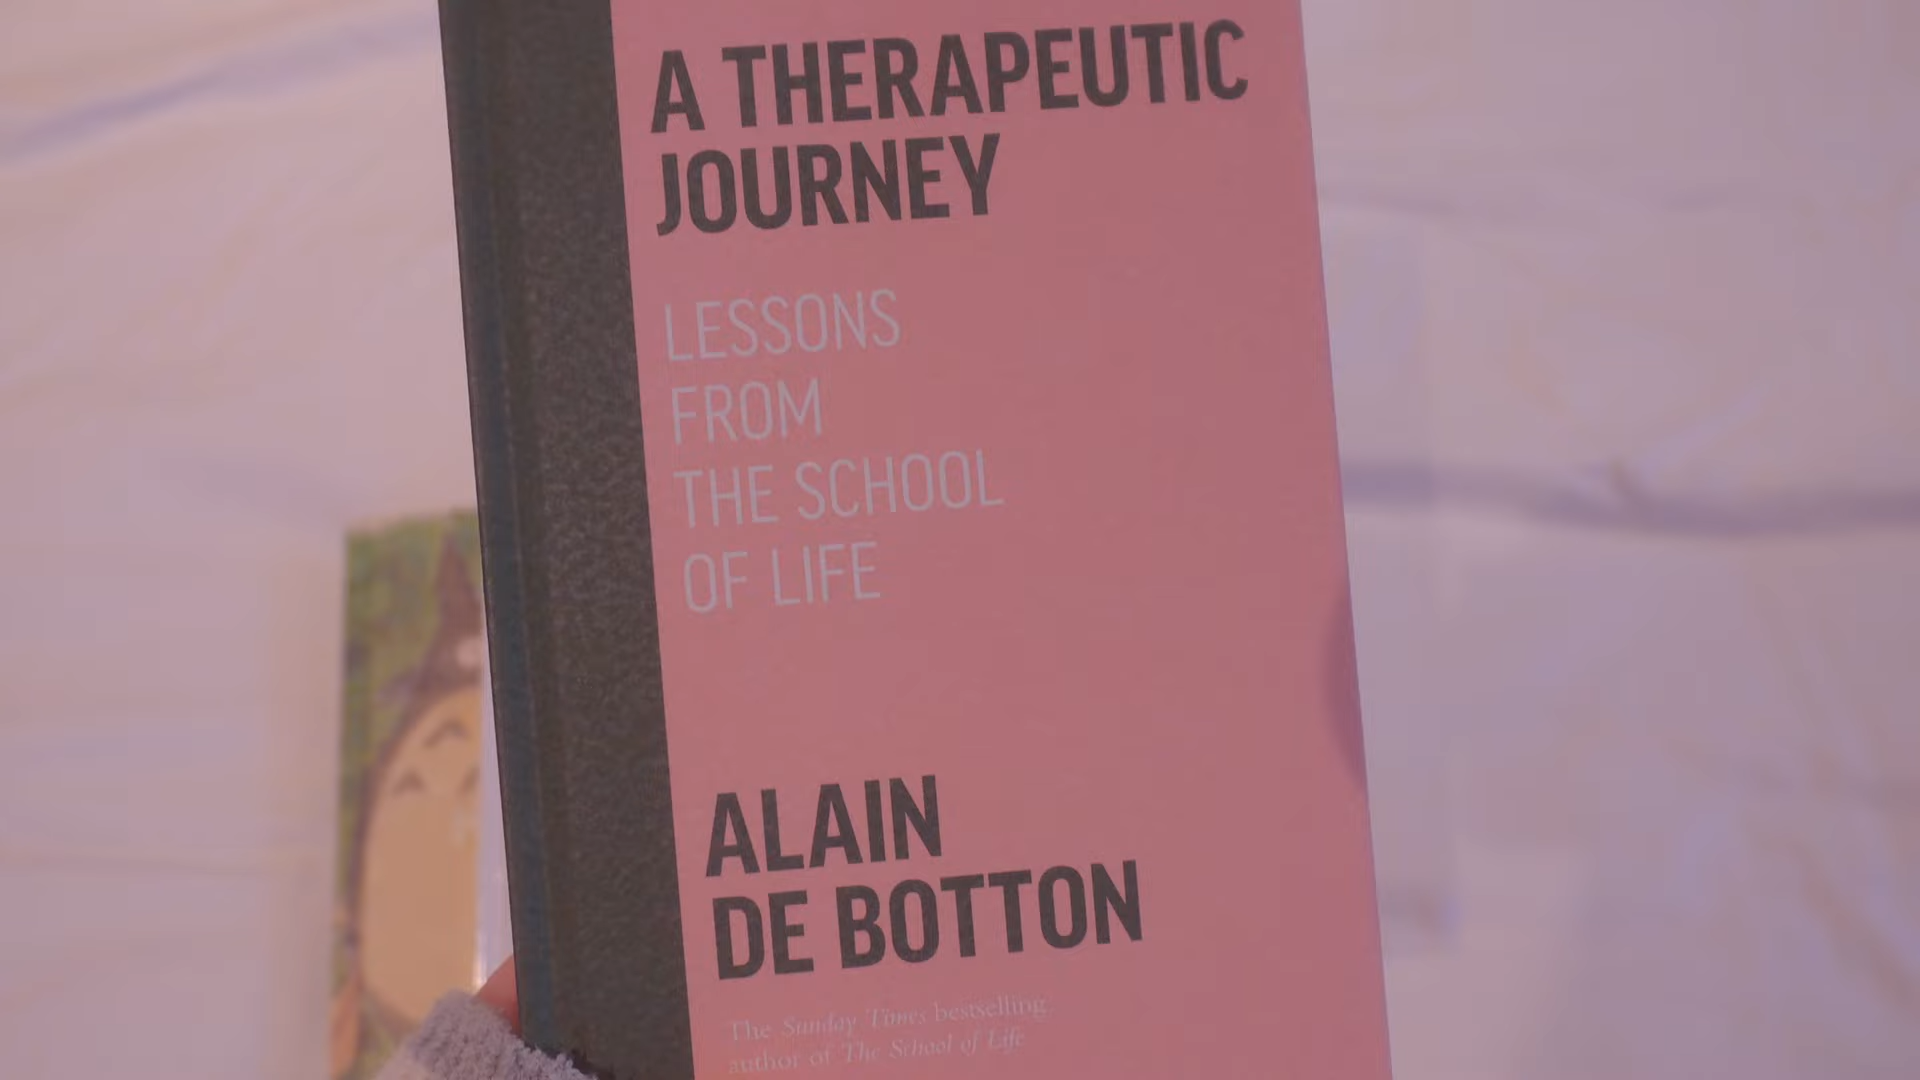 A THERAPEUTIC
JOURNEY
LESSONS
FROM
THE SCHOOL
OF LIFE
ALAIN
DE BOTTON
The Sunday Times bestselling
author of The School of Life